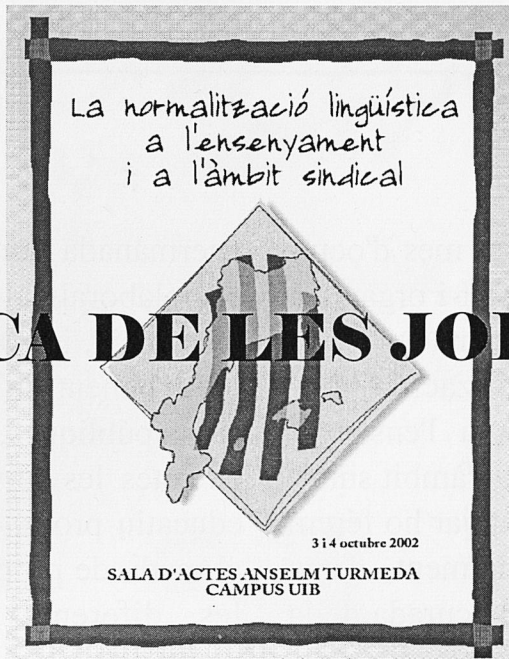 La normalització lingüística
a l'ensenyament
i a l'àmbit sindical
CA DE LES JOR
3 i 4 octubre 2002
SALA D'ACTES ANSELM TURMEDA
CAMPUS UIB